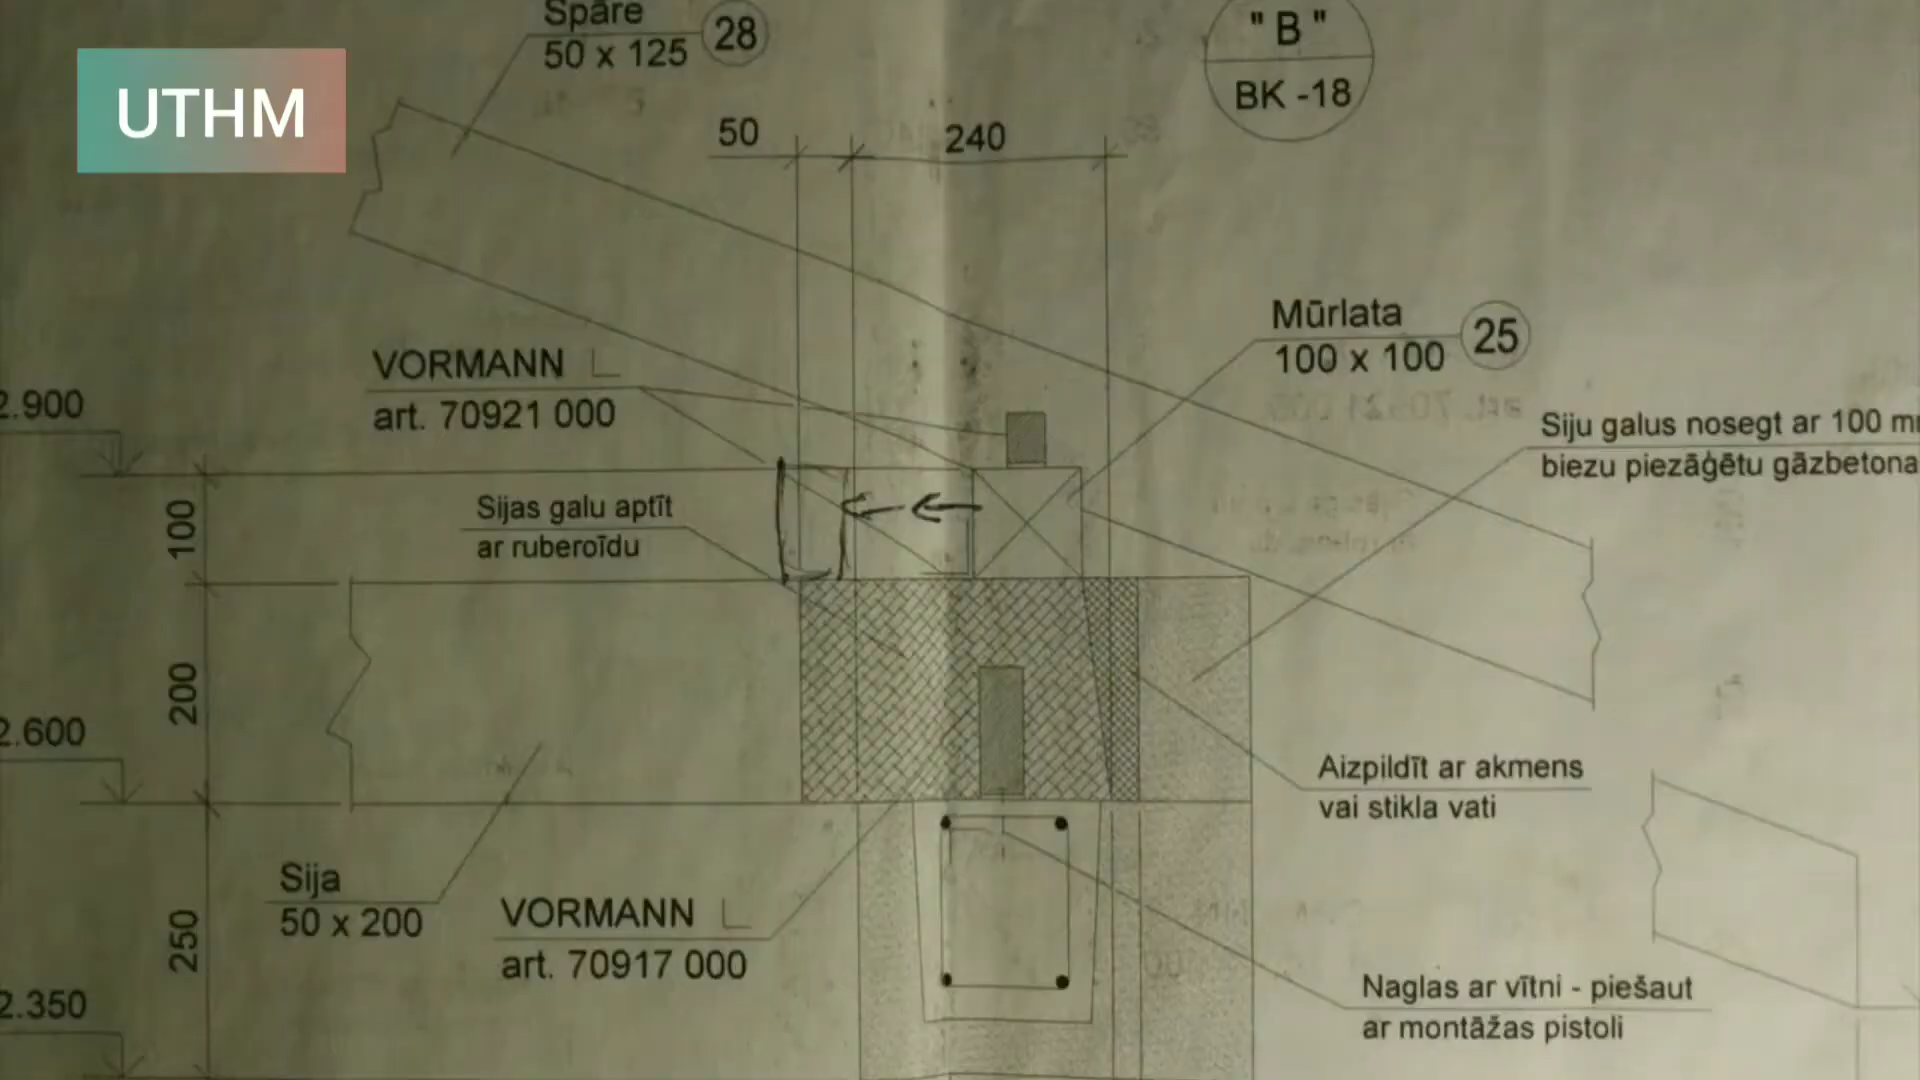 UTHM
Spāre
50 x 125
28
" B "
BK -18
50
240
Mūrlata
100 x 100
25
VORMANN
art. 70921 000
2.900
Siju galus nosegt ar 100
biezu piezāģētu gāzbetona
Sijas galu aptīt
ar ruberoīdu
100
200
2.600
Aizpildīt ar akmens
vai stikla vati
Sija
50 x 200
VORMANN
art. 70917 000
250
2.350
Naglas ar vītni - piešaut
ar montāžas pistoli